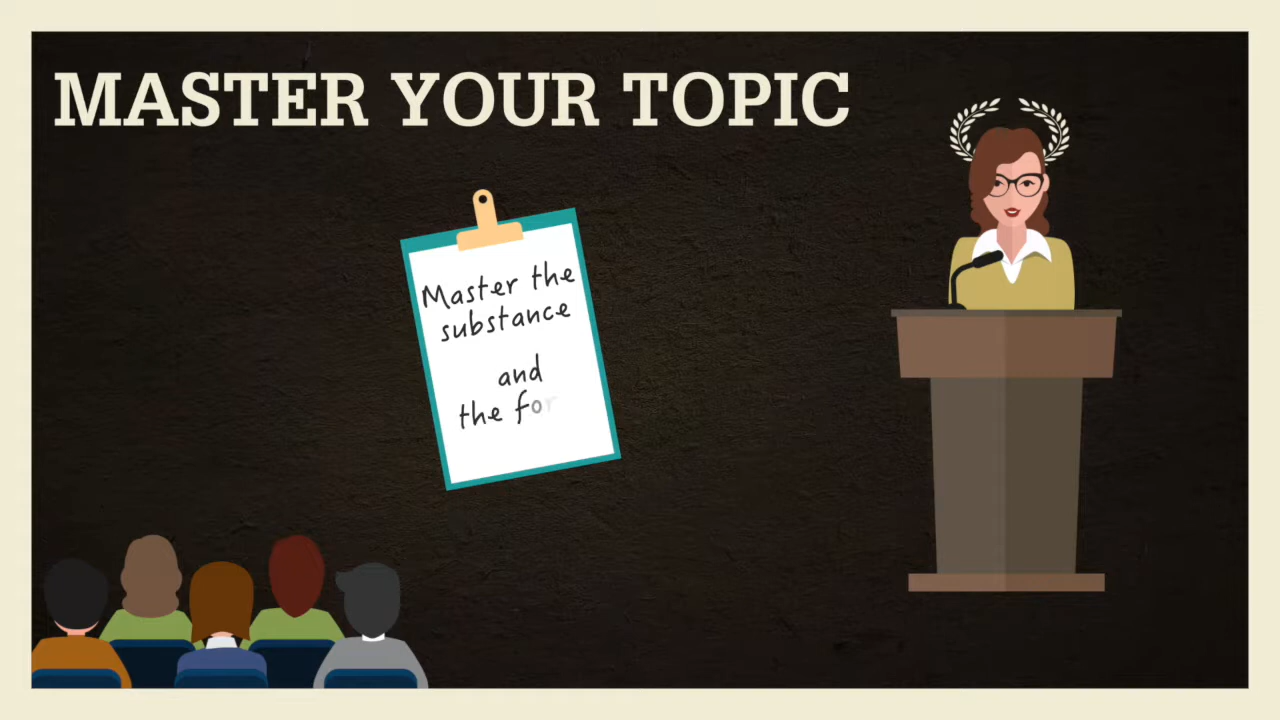 MASTER YOUR TOPIC
Master the
substance
and
the for